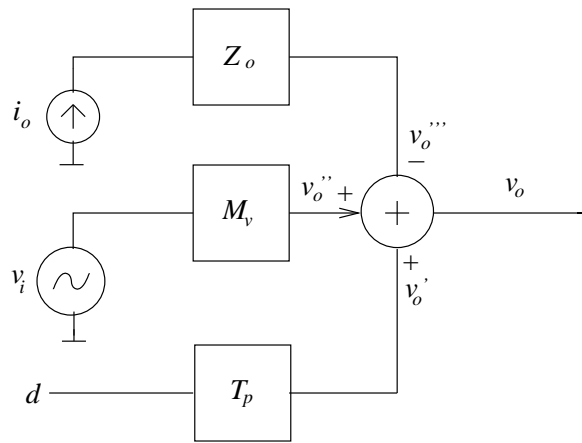 Z_o
i_o
v_o'''
−
v_o'' +
v_o
M_v
+
+
v_i
v_o'
d
T_p